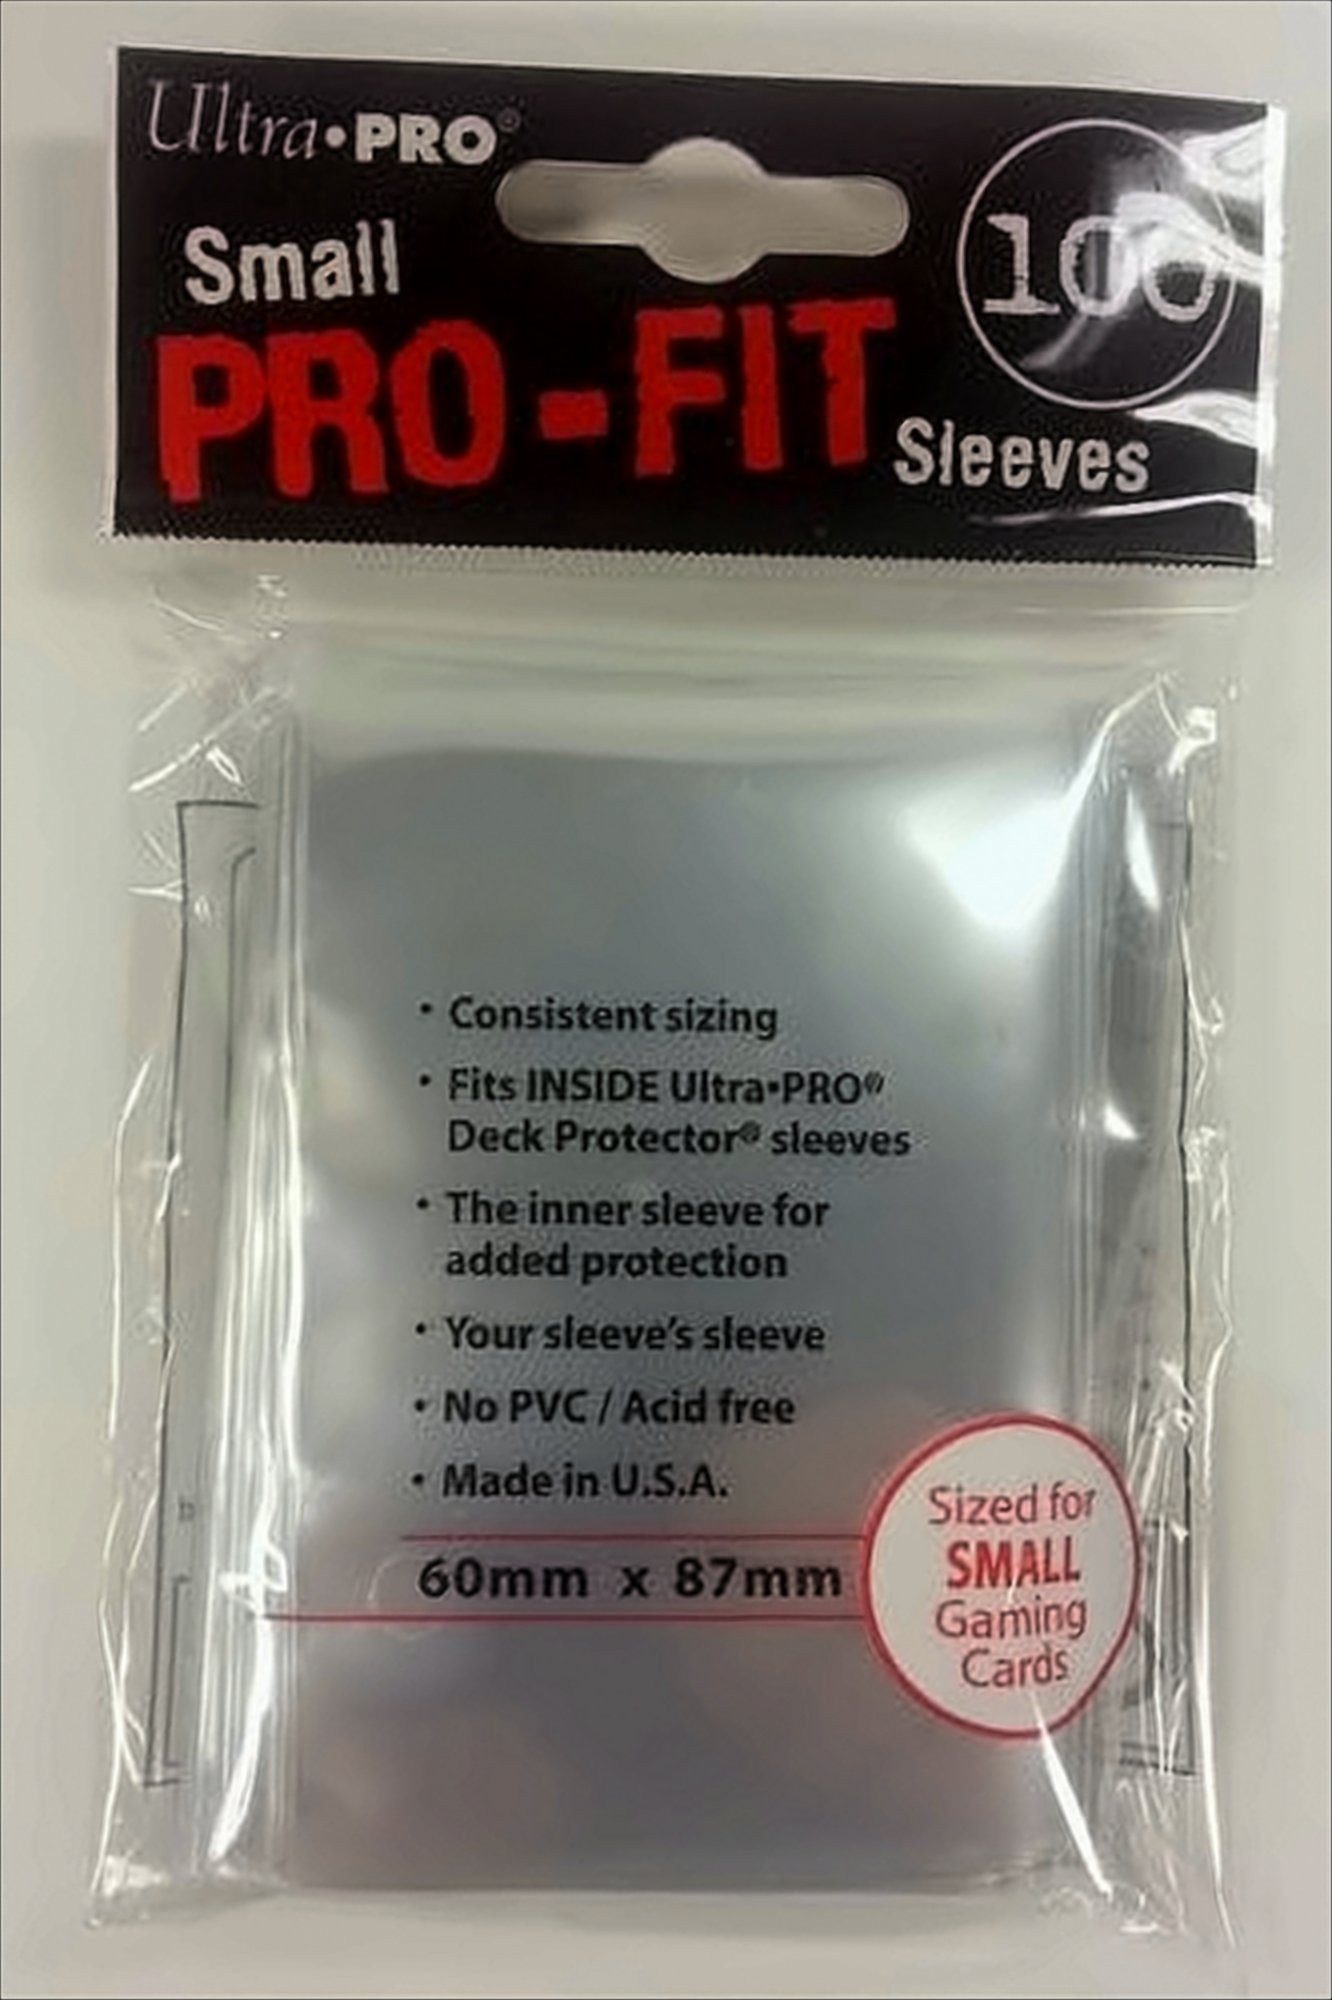 Ultra•PRO®
100
Small
PRO-FIT
Sleeves
• Consistent sizing
• Fits INSIDE Ultra•PRO®
Deck Protector® sleeves
• The inner sleeve for
added protection
• Your sleeve's sleeve
• No PVC / Acid free
• Made in U.S.A.
60mm x 87mm
Sized for
SMALL
Gaming
Cards